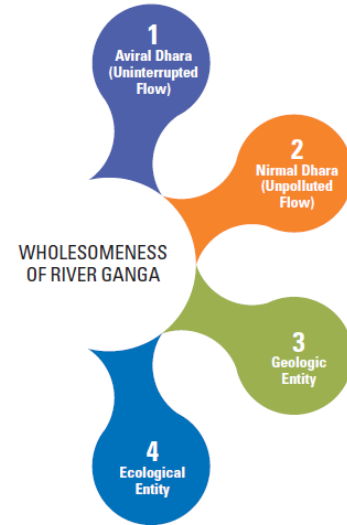 1
Aviral Dhara
(Uninterrupted
Flow)
2
Nirmal Dhara
(Unpolluted
Flow)
WHOLESOMENESS
OF RIVER GANGA
3
Geologic
Entity
4
Ecological
Entity